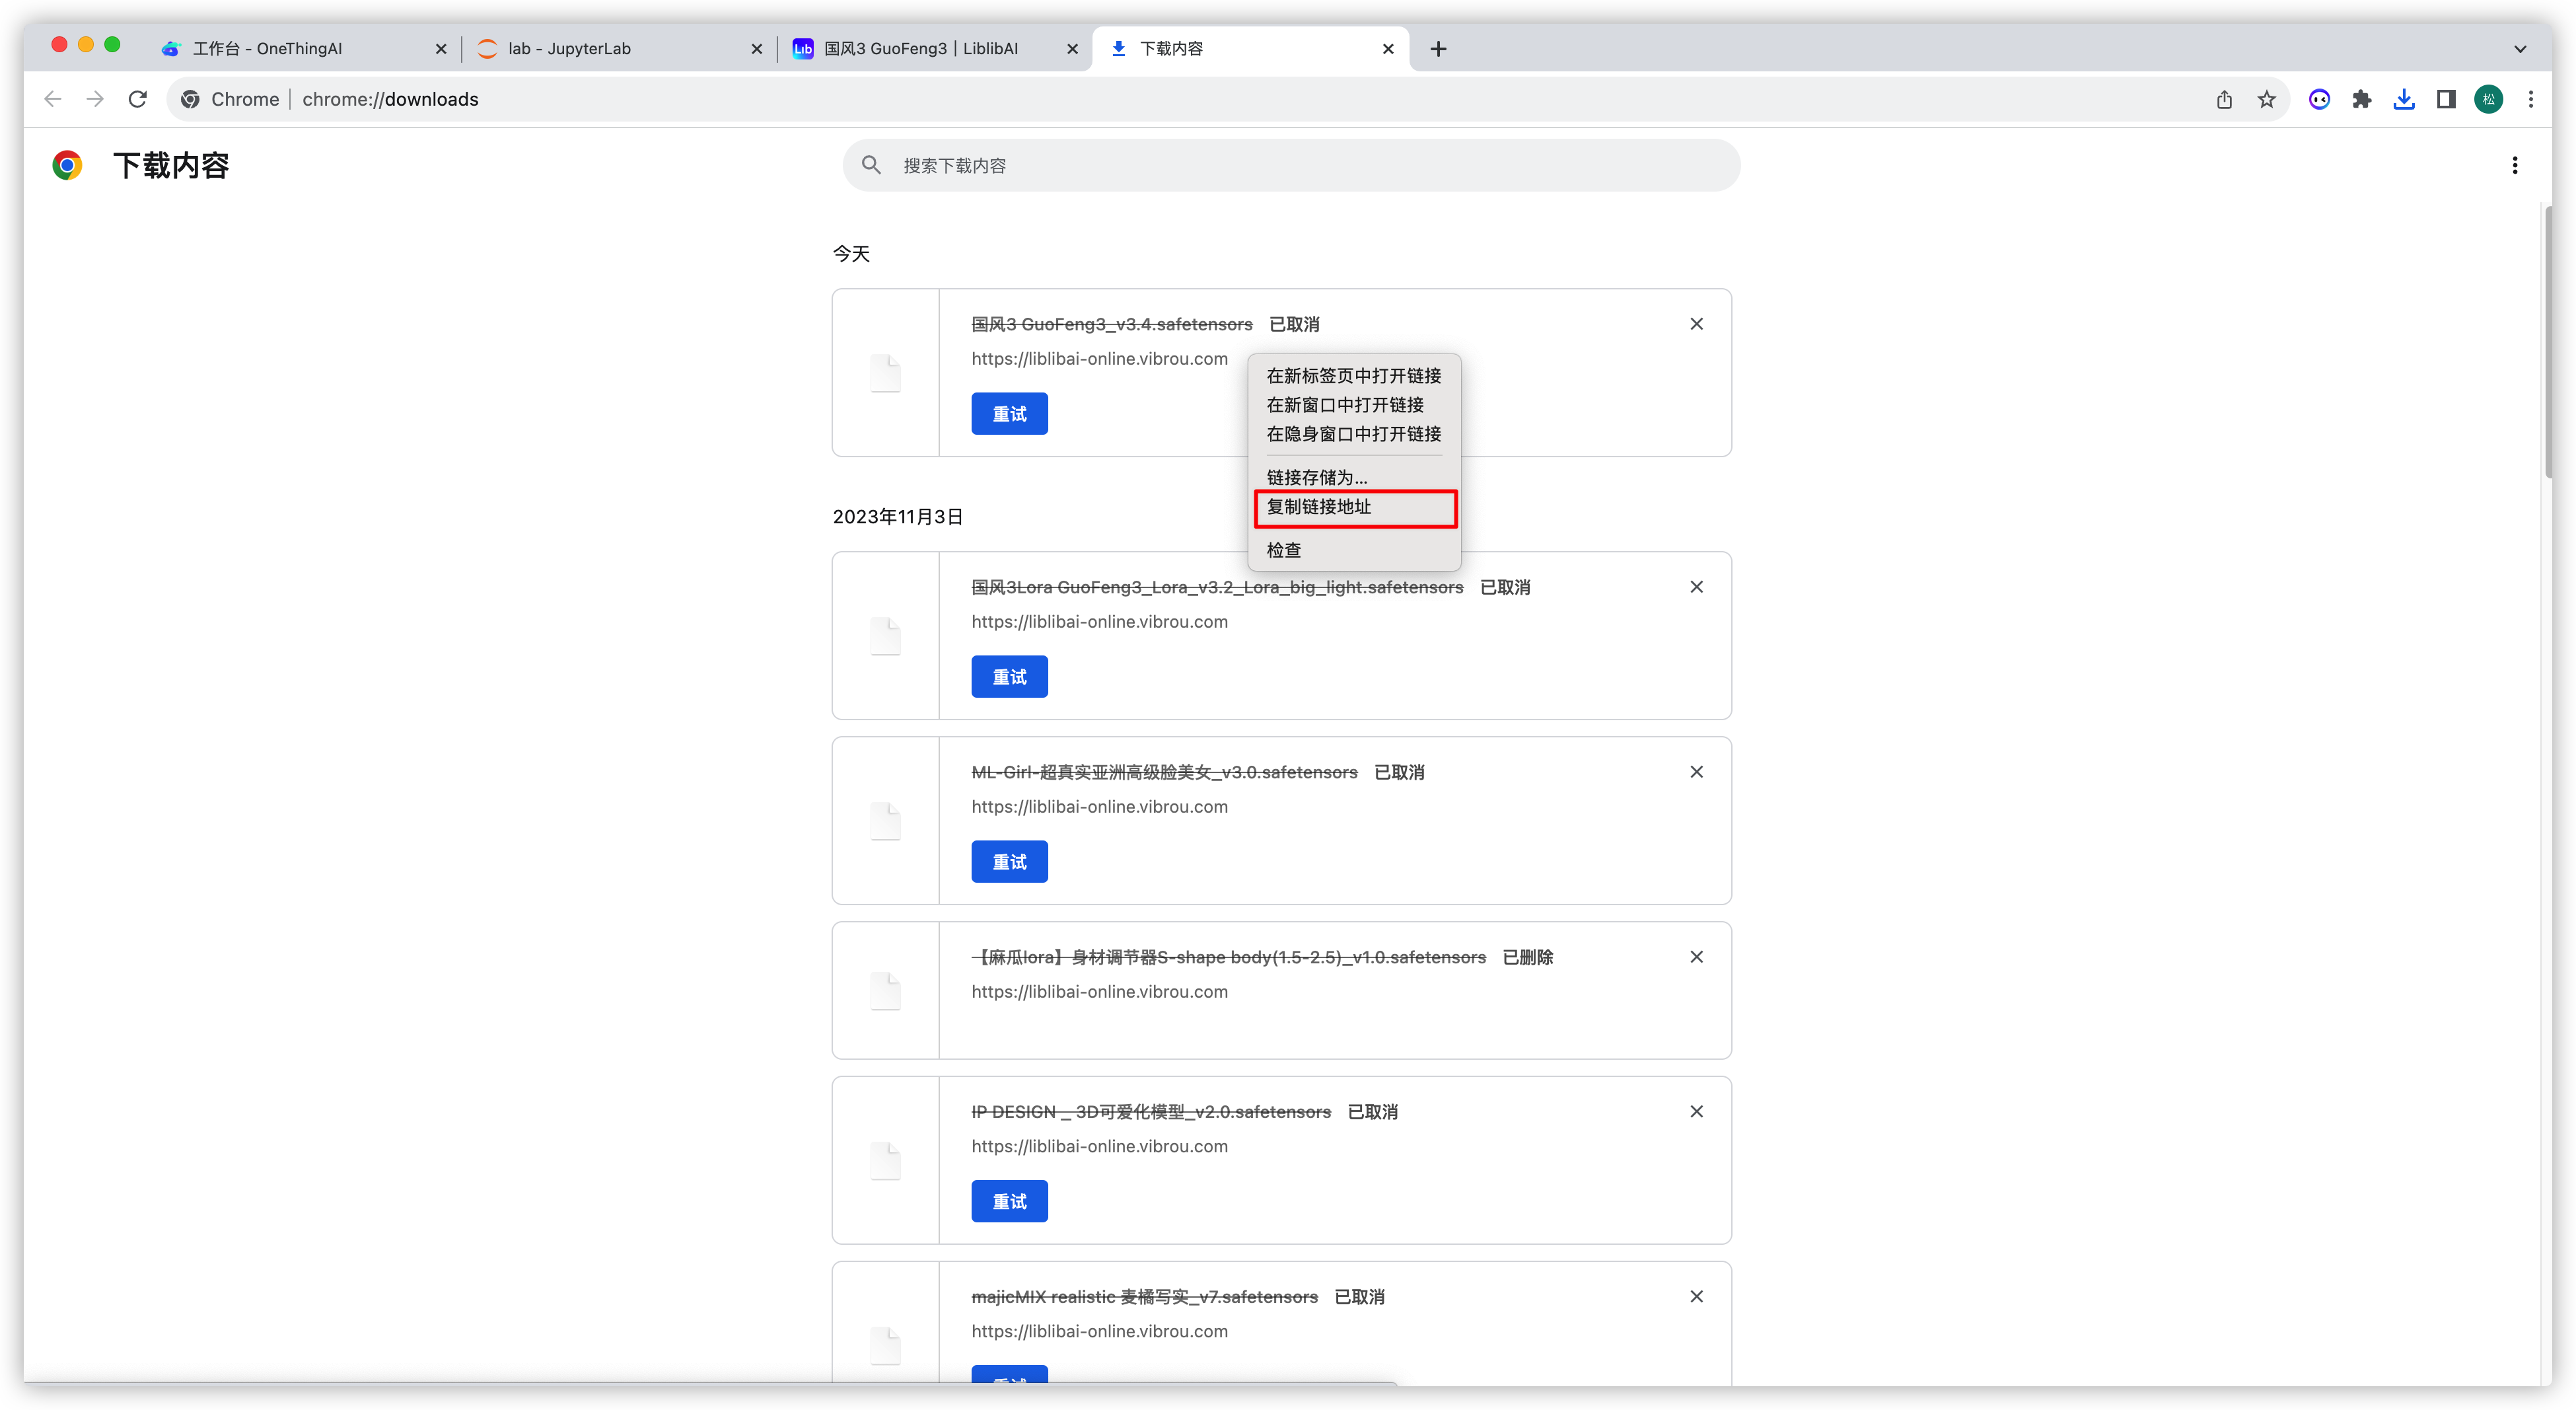 工作台 - OneThingAI
lab - JupyterLab
Lib 国风3 GuoFeng3 | LiblibAI
下载内容
Chrome | chrome://downloads
松
下载内容
搜索下载内容
今天
国风3 GuoFeng3_v3.4.safetensors 已取消
https://liblibai-online.vibrou.com
重试
在新标签页中打开链接
在新窗口中打开链接
在隐身窗口中打开链接
链接存储为...
复制链接地址
检查
2023年11月3日
国风3Lora GuoFeng3_Lora_v3.2_Lora_big_light.safetensors 已取消
https://liblibai-online.vibrou.com
重试
ML-Girl-超真实亚洲高级脸美女_v3.0.safetensors 已取消
https://liblibai-online.vibrou.com
重试
【麻瓜lora】身材调节器S-shape body(1.5-2.5)_v1.0.safetensors 已删除
https://liblibai-online.vibrou.com
IP DESIGN _ 3D可爱化模型_v2.0.safetensors 已取消
https://liblibai-online.vibrou.com
重试
majicMIX realistic 麦橘写实_v7.safetensors 已取消
https://liblibai-online.vibrou.com